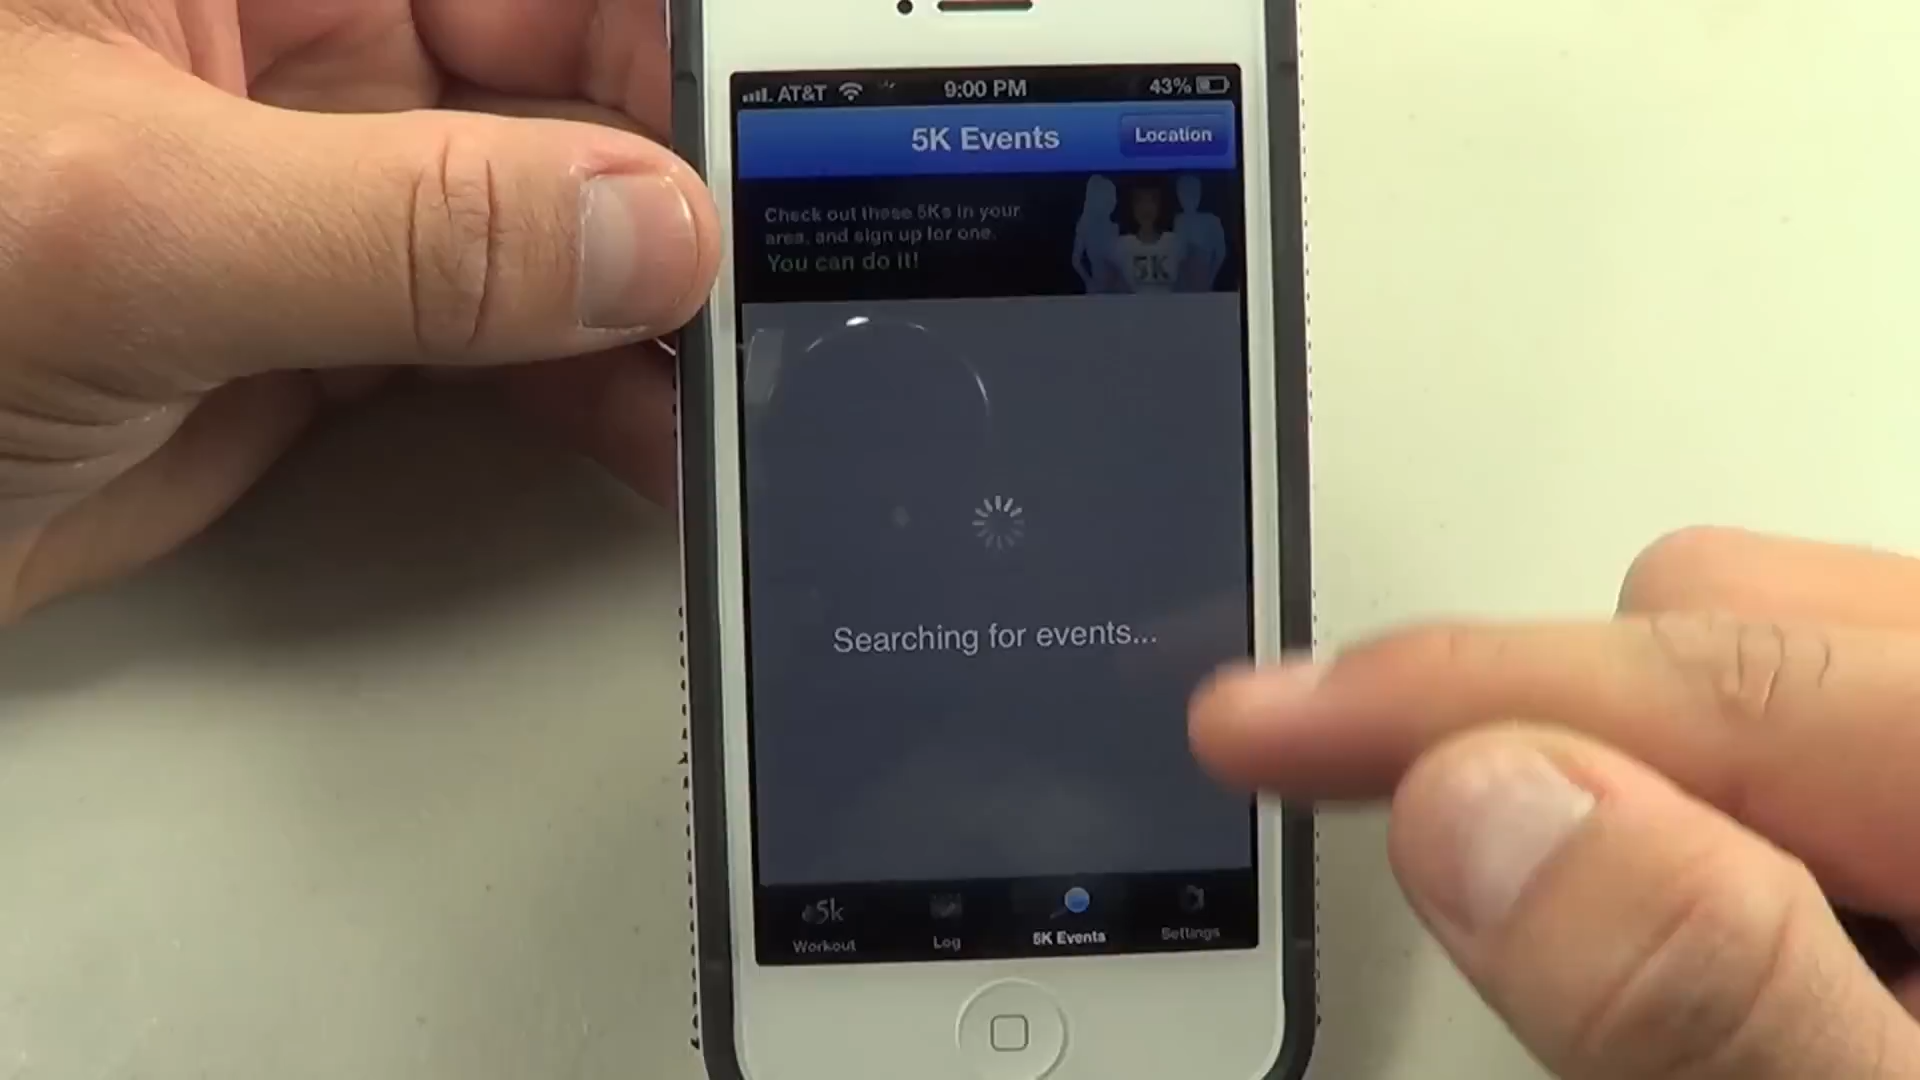 AT&T 9:00 PM 43%
5K Events
Location
Check out these 5Ks in your
area, and sign up for one.
You can do it!
5K
Searching for events...
5k
Workout
Log
5K Events
Settings